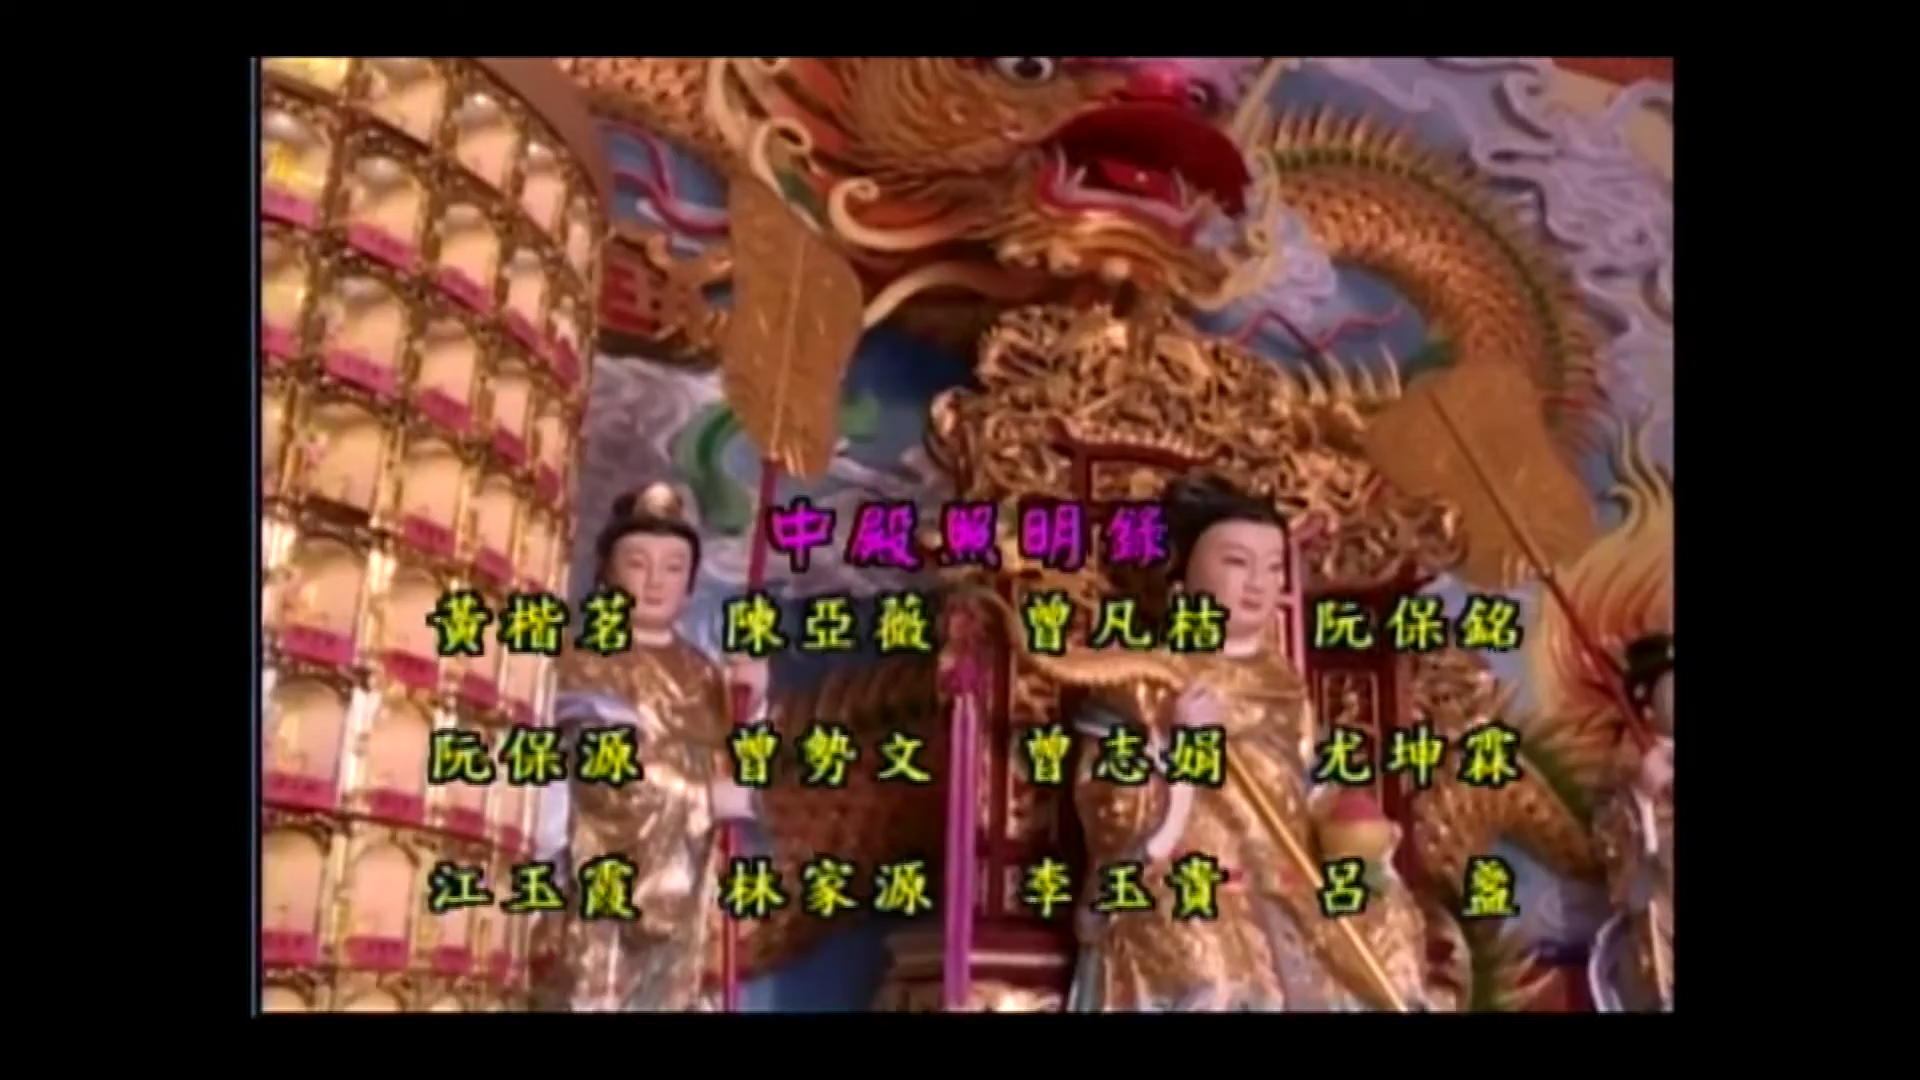 中殿照明錄
黃楷茗 陳亞薇 曾凡桔 阮保銘
阮保源 曾勢文 曾志娟 尤坤霖
江玉霞 林家源 李玉貴 呂 盈